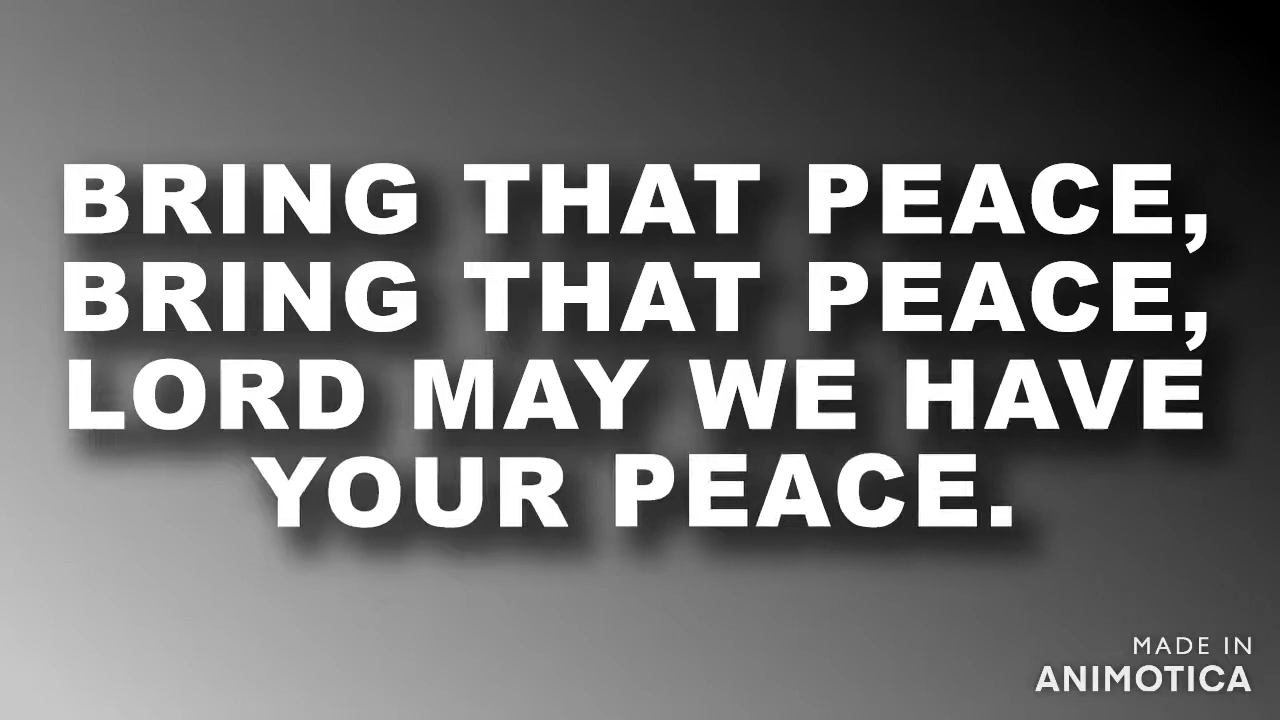 BRING THAT PEACE,
BRING THAT PEACE,
LORD MAY WE HAVE
YOUR PEACE.
MADE IN
ANIMOTICA